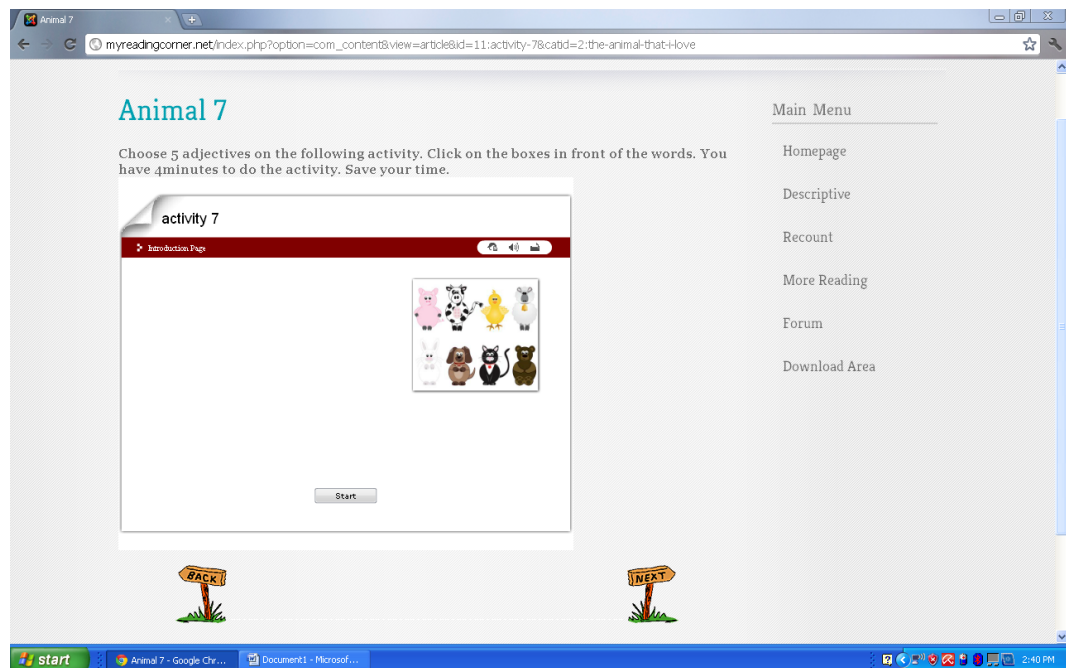 Animal 7
myreadingcorner.net/index.php?option=com_content&view=article&id=11:activity-7&catid=2:the-animal-that-i-love
Animal 7
Choose 5 adjectives on the following activity. Click on the boxes in front of the words. You
have 4minutes to do the activity. Save your time.
activity 7
Introduction Page
Start
BACK
NEXT
Main Menu
Homepage
Descriptive
Recount
More Reading
Forum
Download Area
start
Animal 7 - Google Chr...
Document1 - Microsof...
2:40 PM